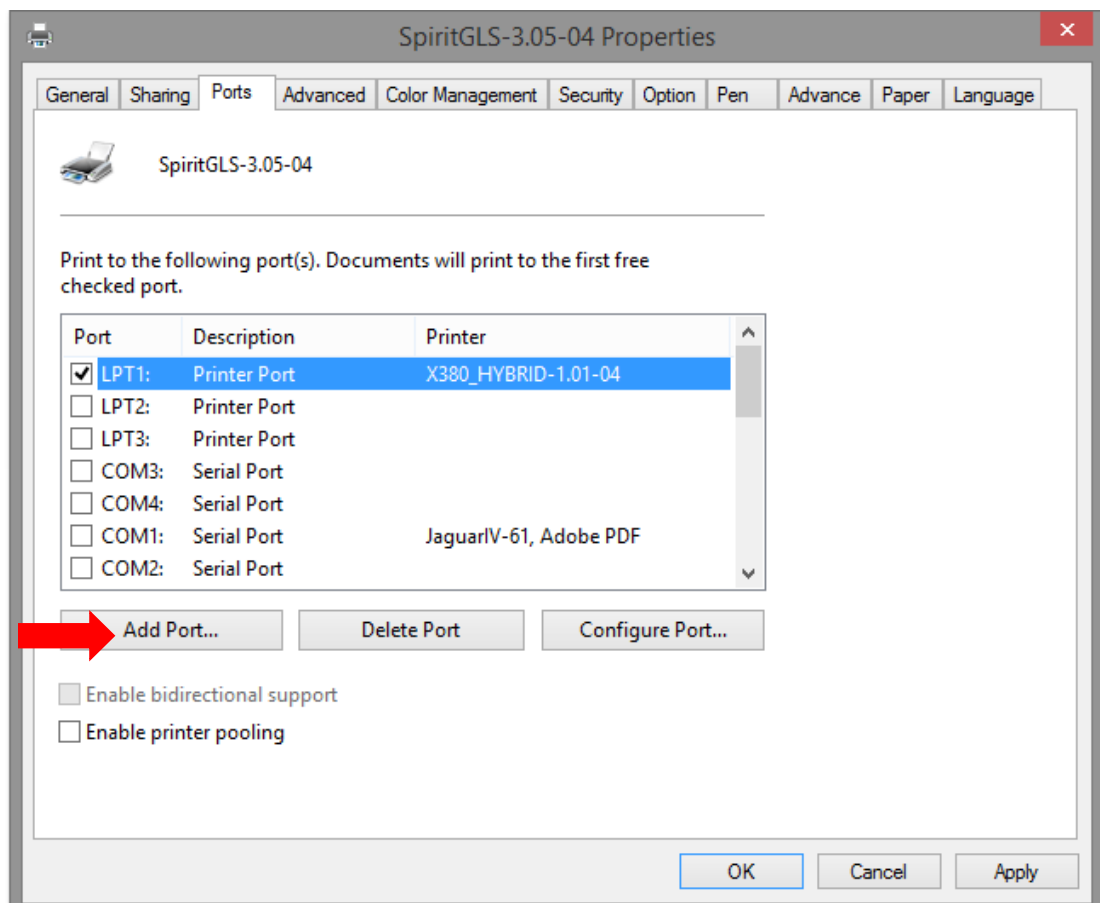 SpiritGLS-3.05-04 Properties
General Sharing Ports Advanced Color Management Security Option Pen Advance Paper Language
SpiritGLS-3.05-04
Print to the following port(s). Documents will print to the first free
checked port.
Port Description Printer
LPT1: Printer Port X380_HYBRID-1.01-04
LPT2: Printer Port
LPT3: Printer Port
COM3: Serial Port
COM4: Serial Port
COM1: Serial Port JaguarIV-61, Adobe PDF
COM2: Serial Port
Add Port... Delete Port Configure Port...
Enable bidirectional support
Enable printer pooling
OK Cancel Apply